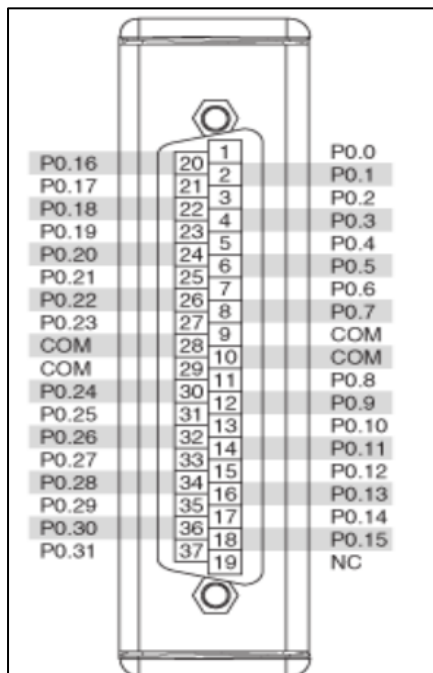 1 P0.0
P0.16 20
2 P0.1
P0.17 21
3 P0.2
P0.18 22
4 P0.3
P0.19 23
5 P0.4
P0.20 24
6 P0.5
P0.21 25
7 P0.6
P0.22 26
8 P0.7
P0.23 27
9 COM
COM 28
10 COM
COM 29
11 P0.8
P0.24 30
12 P0.9
P0.25 31
13 P0.10
P0.26 32
14 P0.11
P0.27 33
15 P0.12
P0.28 34
16 P0.13
P0.29 35
17 P0.14
P0.30 36
18 P0.15
P0.31 37
19 NC